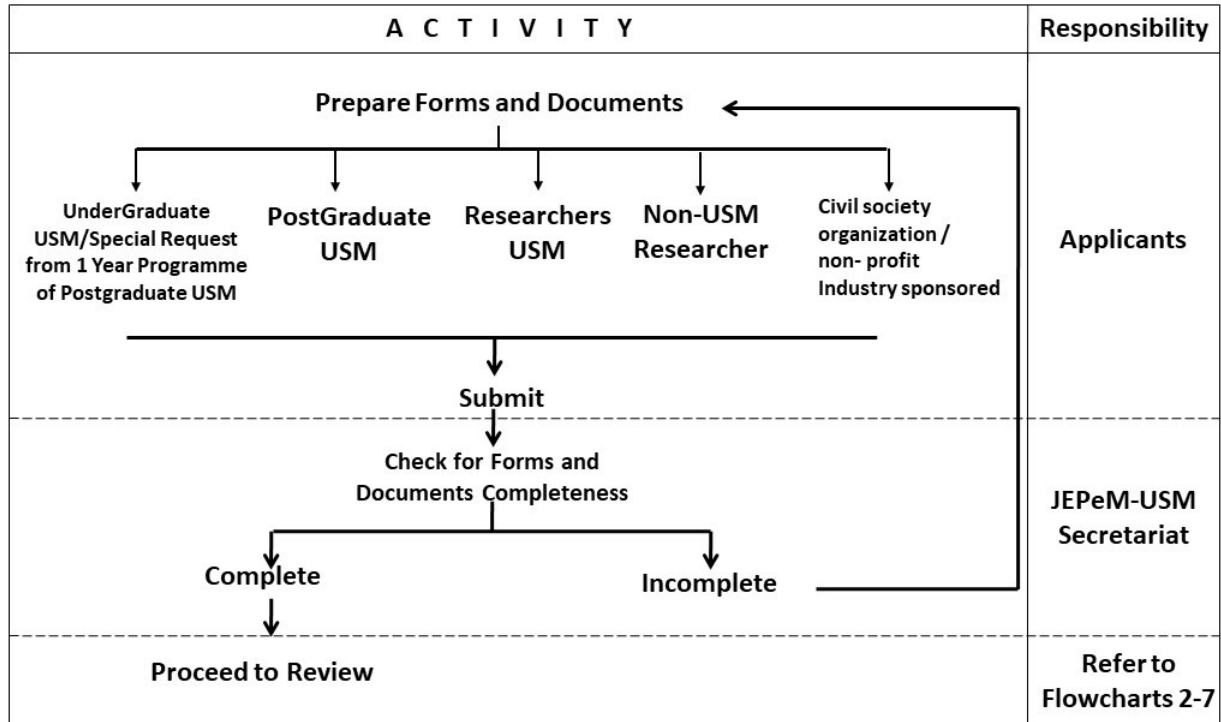 A C T I V I T Y
Responsibility
Prepare Forms and Documents
UnderGraduate
USM/Special Request
from 1 Year Programme
of Postgraduate USM
PostGraduate
USM
Researchers
USM
Non-USM
Researcher
Civil society
organization /
non- profit
Industry sponsored
Applicants
Submit
Check for Forms and
Documents Completeness
JEPeM-USM
Secretariat
Complete
Incomplete
Proceed to Review
Refer to
Flowcharts 2-7